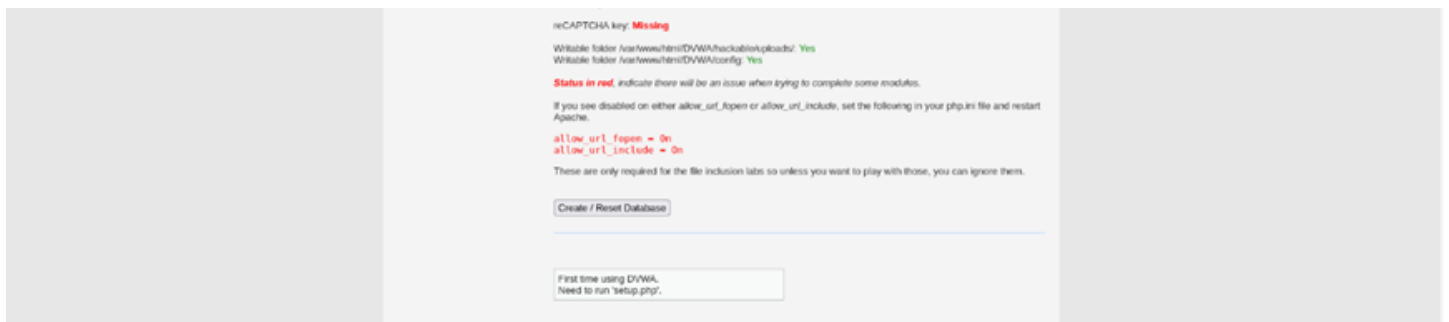 reCAPTCHA key: Missing
Writable folder /var/www/html/DVWA/hackable/uploads/: Yes
Writable folder /var/www/html/DVWA/config: Yes
Status in red, indicate there will be an issue when trying to complete some modules.
If you see disabled on either allow_url_fopen or allow_url_include, set the following in your php.ini file and restart
Apache.
allow_url_fopen = On
allow_url_include = On
These are only required for the file inclusion labs so unless you want to play with those, you can ignore them.
Create / Reset Database
First time using DVWA.
Need to run 'setup.php'.